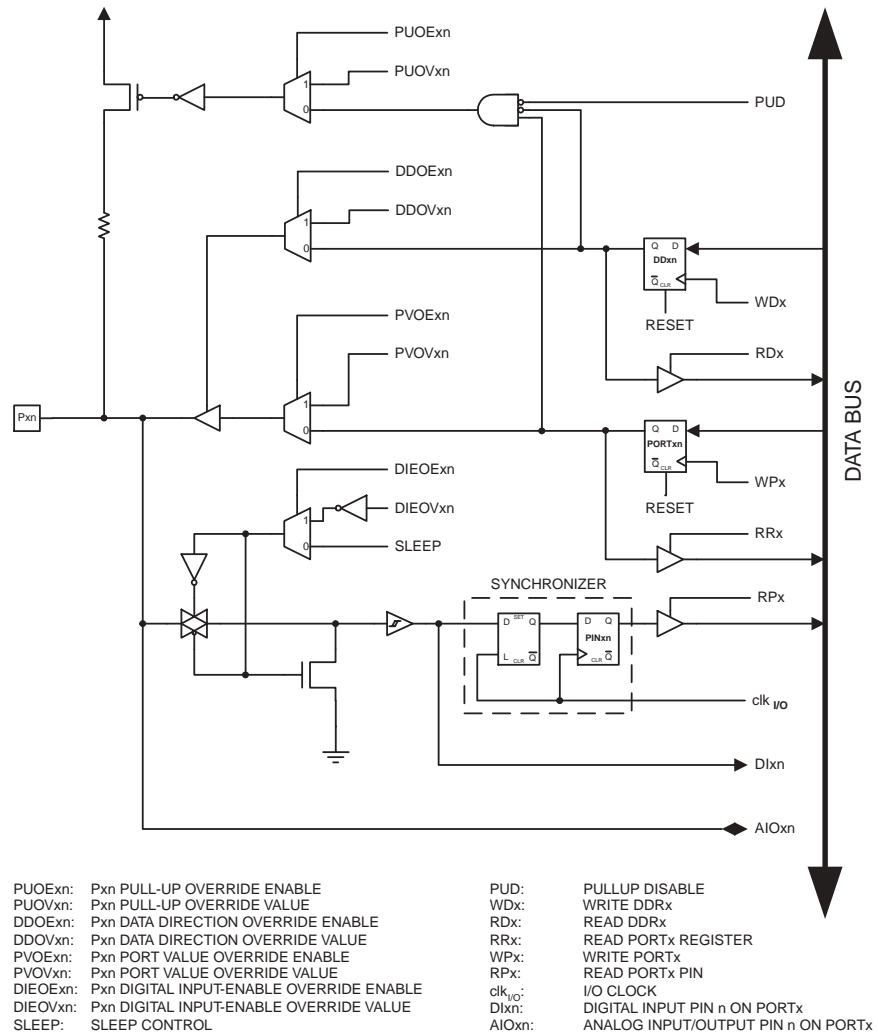 PUOExn
PUOVxn
1
0
PUD
DDOExn
DDOVxn
1
0
Q D
DDxn
Q CLR
WDx
RESET
RDx
PVOExn
PVOVxn
1
0
Pxn
Q D
PORTxn
Q CLR
WPx
RESET
RRx
DATA BUS
DIEOExn
DIEOVxn
1
0
SLEEP
SYNCHRONIZER
RPx
D SET Q
L CLR Q
D Q
PINxn
CLR Q
clk I/O
DIxn
AIOxn
PUOExn: Pxn PULL-UP OVERRIDE ENABLE
PUOVxn: Pxn PULL-UP OVERRIDE VALUE
DDOExn: Pxn DATA DIRECTION OVERRIDE ENABLE
DDOVxn: Pxn DATA DIRECTION OVERRIDE VALUE
PVOExn: Pxn PORT VALUE OVERRIDE ENABLE
PVOVxn: Pxn PORT VALUE OVERRIDE VALUE
DIEOExn: Pxn DIGITAL INPUT-ENABLE OVERRIDE ENABLE
DIEOVxn: Pxn DIGITAL INPUT-ENABLE OVERRIDE VALUE
SLEEP: SLEEP CONTROL
PUD: PULLUP DISABLE
WDx: WRITE DDRx
RDx: READ DDRx
RRx: READ PORTx REGISTER
WPx: WRITE PORTx
RPx: READ PORTx PIN
clk I/O: I/O CLOCK
DIxn: DIGITAL INPUT PIN n ON PORTx
AIOxn: ANALOG INPUT/OUTPUT PIN n ON PORTx